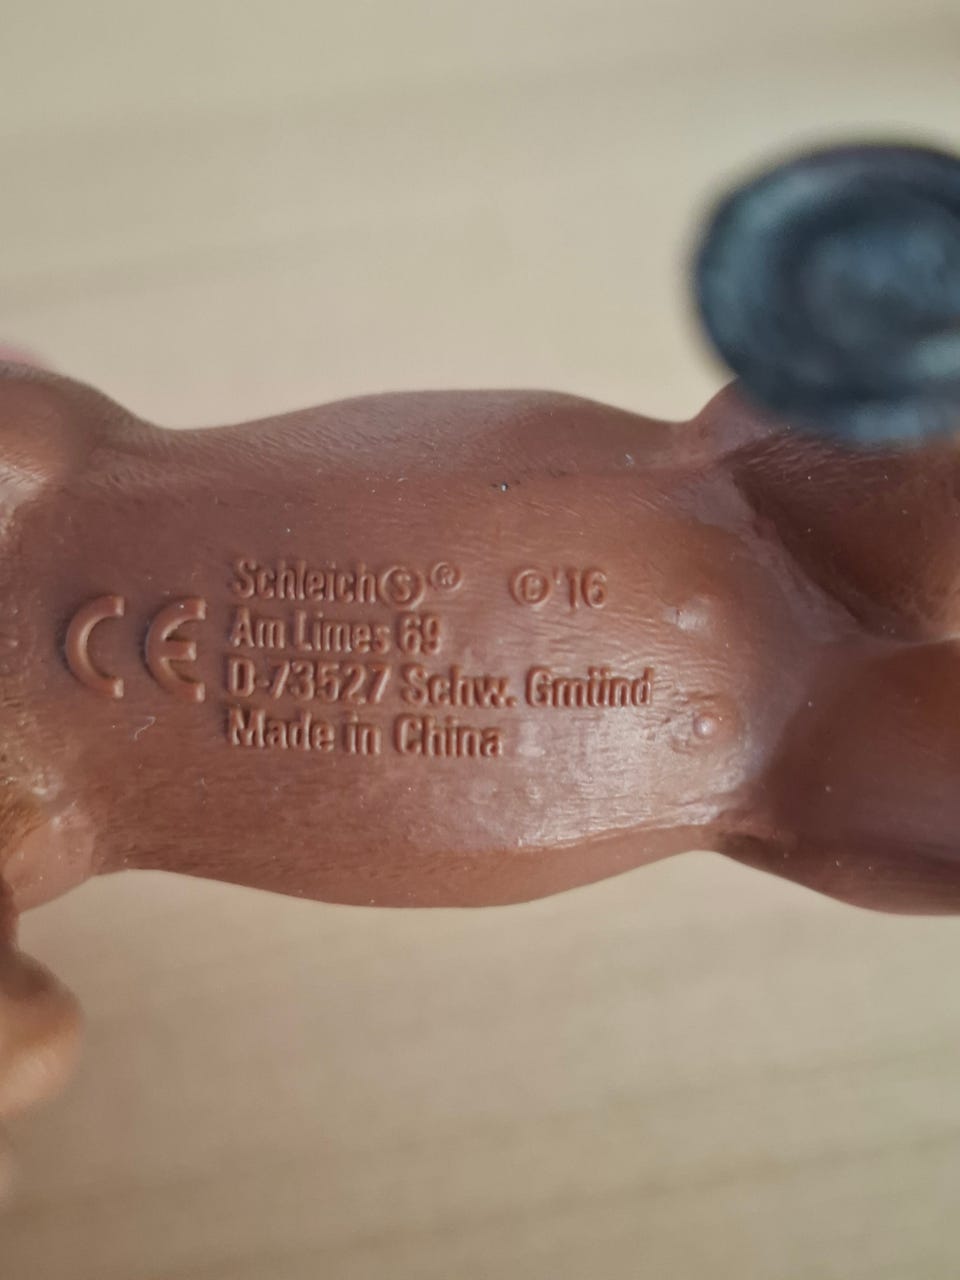 CE
Schleich Ⓢ® ©'16
Am Limes 69
D-73527 Schw. Gmünd
Made in China